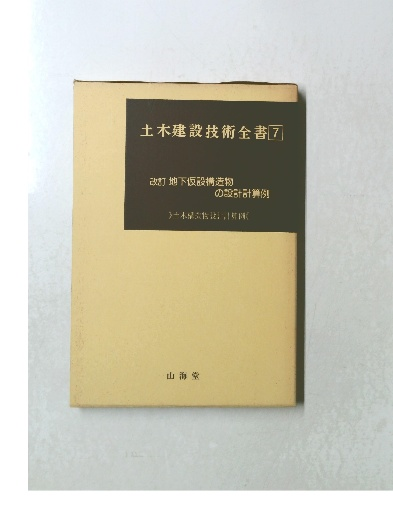 土木建設技術全書7
改訂 地下仮設構造物
の設計計算例
山海堂